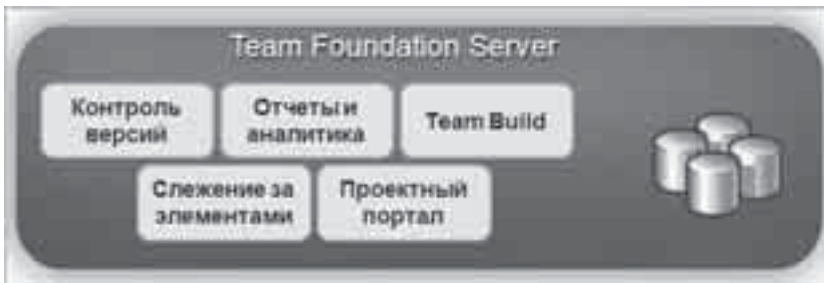 Team Foundation Server
Контроль
версий
Отчеты и
аналитика
Team Build
Слежение за
элементами
Проектный
портал